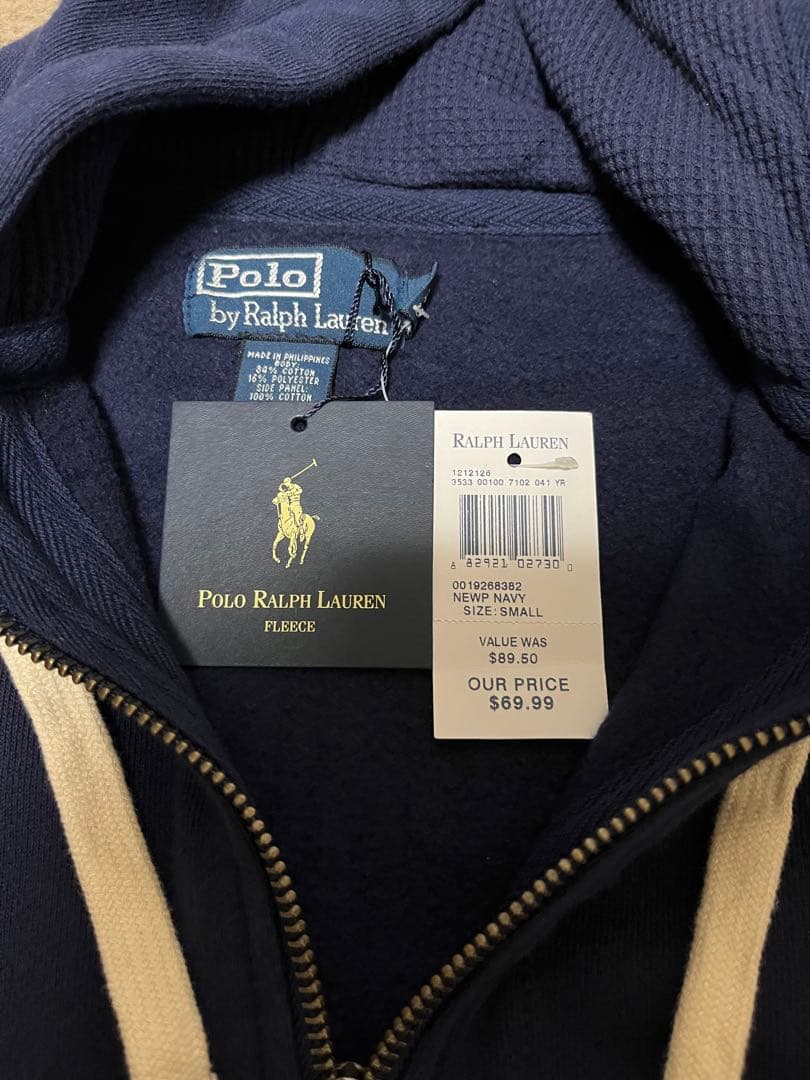 Polo
by Ralph Lauren
MADE IN PHILIPPINES
BODY:
84% COTTON
16% POLYESTER
SIDE PANEL:
100% COTTON
POLO RALPH LAUREN
FLEECE
RALPH LAUREN
1212126
3533 00100 7102 041 YR
8 82921 02730 0
0019268382
NEWP NAVY
SIZE: SMALL
VALUE WAS
$89.50
OUR PRICE
$69.99